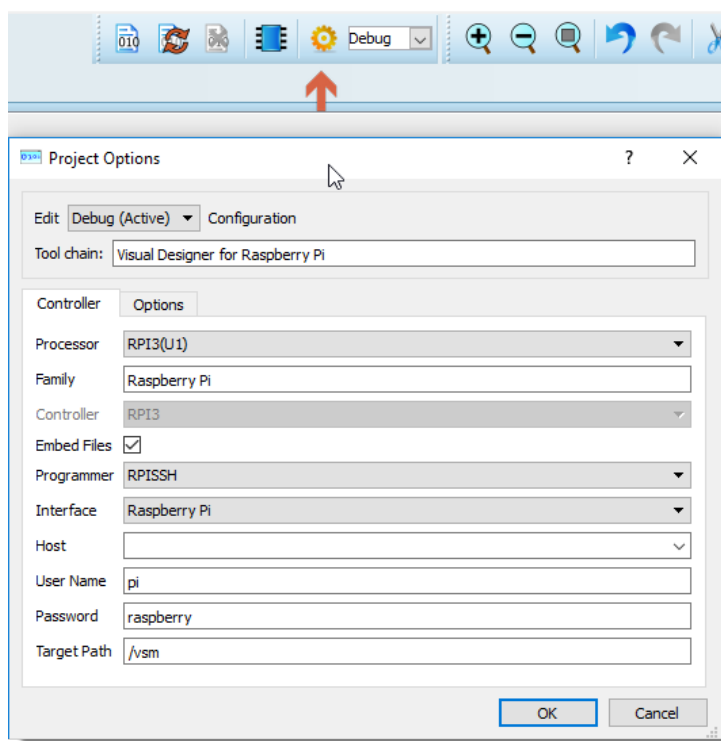 010
Debug
Project Options
?
Edit Debug (Active) Configuration
Tool chain: Visual Designer for Raspberry Pi
Controller Options
Processor RPI3(U1)
Family Raspberry Pi
Controller RPI3
Embed Files
Programmer RPISSH
Interface Raspberry Pi
Host
User Name pi
Password raspberry
Target Path /vsm
OK Cancel